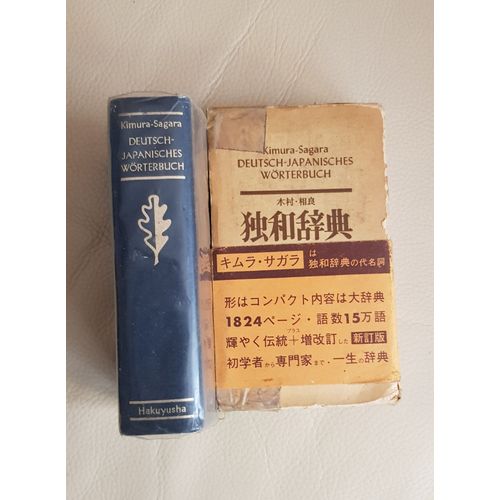 Kimura-Sagara
DEUTSCH-
JAPANISCHES
WÖRTERBUCH
Hakuyusha
Kimura-Sagara
DEUTSCH-JAPANISCHES
WÖRTERBUCH
木村・相良
独和辞典
キムラ・サガラ は 独和辞典の代名詞
形はコンパクト内容は大辞典
1824ページ・語数15万語
輝やく伝統+プラス増改訂した 新訂版
初学者から専門家まで・一生の辞典